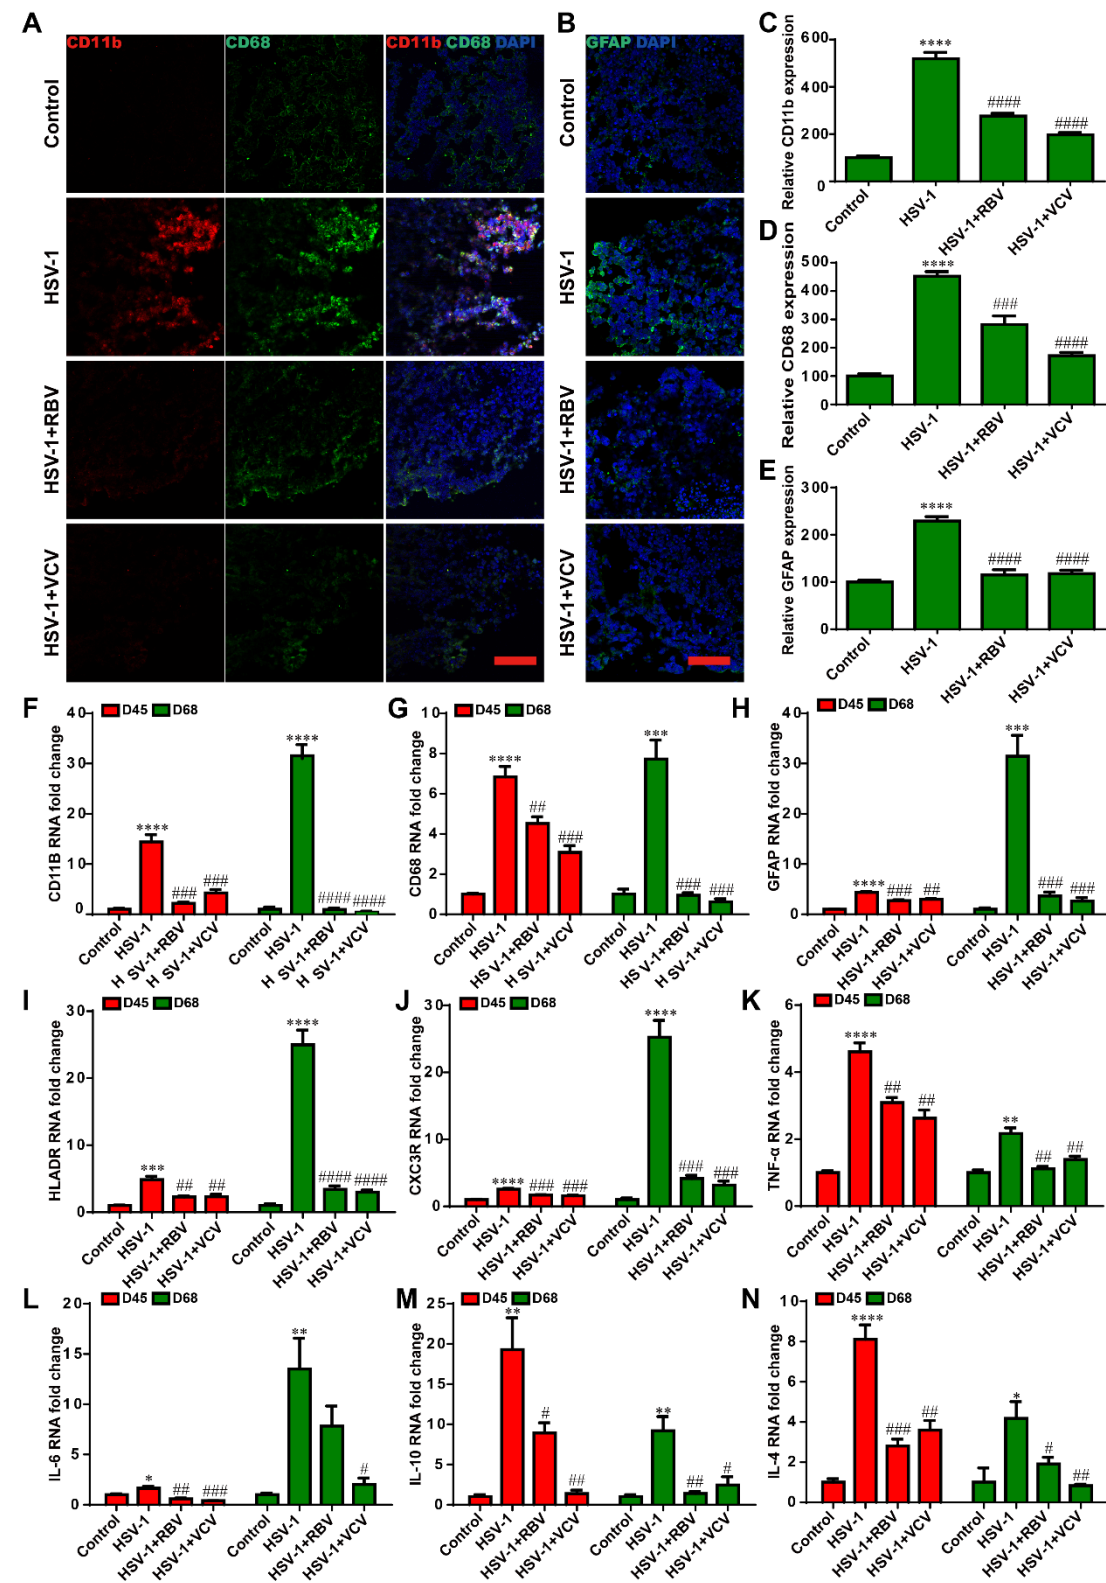 A
CD11b
CD68
CD11b CD68 DAPI
Control
HSV-1
HSV-1+RBV
HSV-1+VCV
B
GFAP DAPI
Control
HSV-1
HSV-1+RBV
HSV-1+VCV
C
Relative CD11b expression
600
400
200
0
****
####
####
Control
HSV-1
HSV-1+RBV
HSV-1+VCV
D
Relative CD68 expression
500
400
300
200
100
0
****
###
####
Control
HSV-1
HSV-1+RBV
HSV-1+VCV
E
Relative GFAP expression
300
200
100
0
****
####
####
Control
HSV-1
HSV-1+RBV
HSV-1+VCV
F
D45 D68
CD11B RNA fold change
40
30
20
10
0
****
###
###
****
####
####
Control
HSV-1
H SV-1+RBV
H SV-1+VCV
Control
HSV-1
H SV-1+RBV
H SV-1+VCV
G
D45 D68
CD68 RNA fold change
10
8
6
4
2
0
****
##
###
***
###
###
Control
HSV-1
HS V-1+RBV
H SV-1+VCV
Control
HSV-1
HS V-1+RBV
H SV-1+VCV
H
D45 D68
GFAP RNA fold change
40
30
20
10
0
****
###
##
***
###
###
Control
HSV-1
HSV-1+RBV
HSV-1+VCV
Control
HSV-1
HSV-1+RBV
HSV-1+VCV
I
D45 D68
HLADR RNA fold change
30
20
10
0
***
##
##
****
####
####
Control
HSV-1
HSV-1+RBV
HSV-1+VCV
Control
HSV-1
HSV-1+RBV
HSV-1+VCV
J
D45 D68
CXC3R RNA fold change
30
20
10
0
****
###
###
****
###
###
Control
HSV-1
HSV-1+RBV
HSV-1+VCV
Control
HSV-1
HSV-1+RBV
HSV-1+VCV
K
D45 D68
TNF-α RNA fold change
6
4
2
0
****
##
##
**
##
##
Control
HSV-1
HSV-1+RBV
HSV-1+VCV
Control
HSV-1
HSV-1+RBV
HSV-1+VCV
L
D45 D68
IL-6 RNA fold change
20
15
10
5
0
*
##
###
**
#
Control
HSV-1
HSV-1+RBV
HSV-1+VCV
Control
HSV-1
HSV-1+RBV
HSV-1+VCV
M
D45 D68
IL-10 RNA fold change
25
20
15
10
5
0
**
#
##
**
##
#
Control
HSV-1
HSV-1+RBV
HSV-1+VCV
Control
HSV-1
HSV-1+RBV
HSV-1+VCV
N
D45 D68
IL-4 RNA fold change
10
8
6
4
2
0
****
###
##
*
#
##
Control
HSV-1
HSV-1+RBV
HSV-1+VCV
Control
HSV-1
HSV-1+RBV
HSV-1+VCV